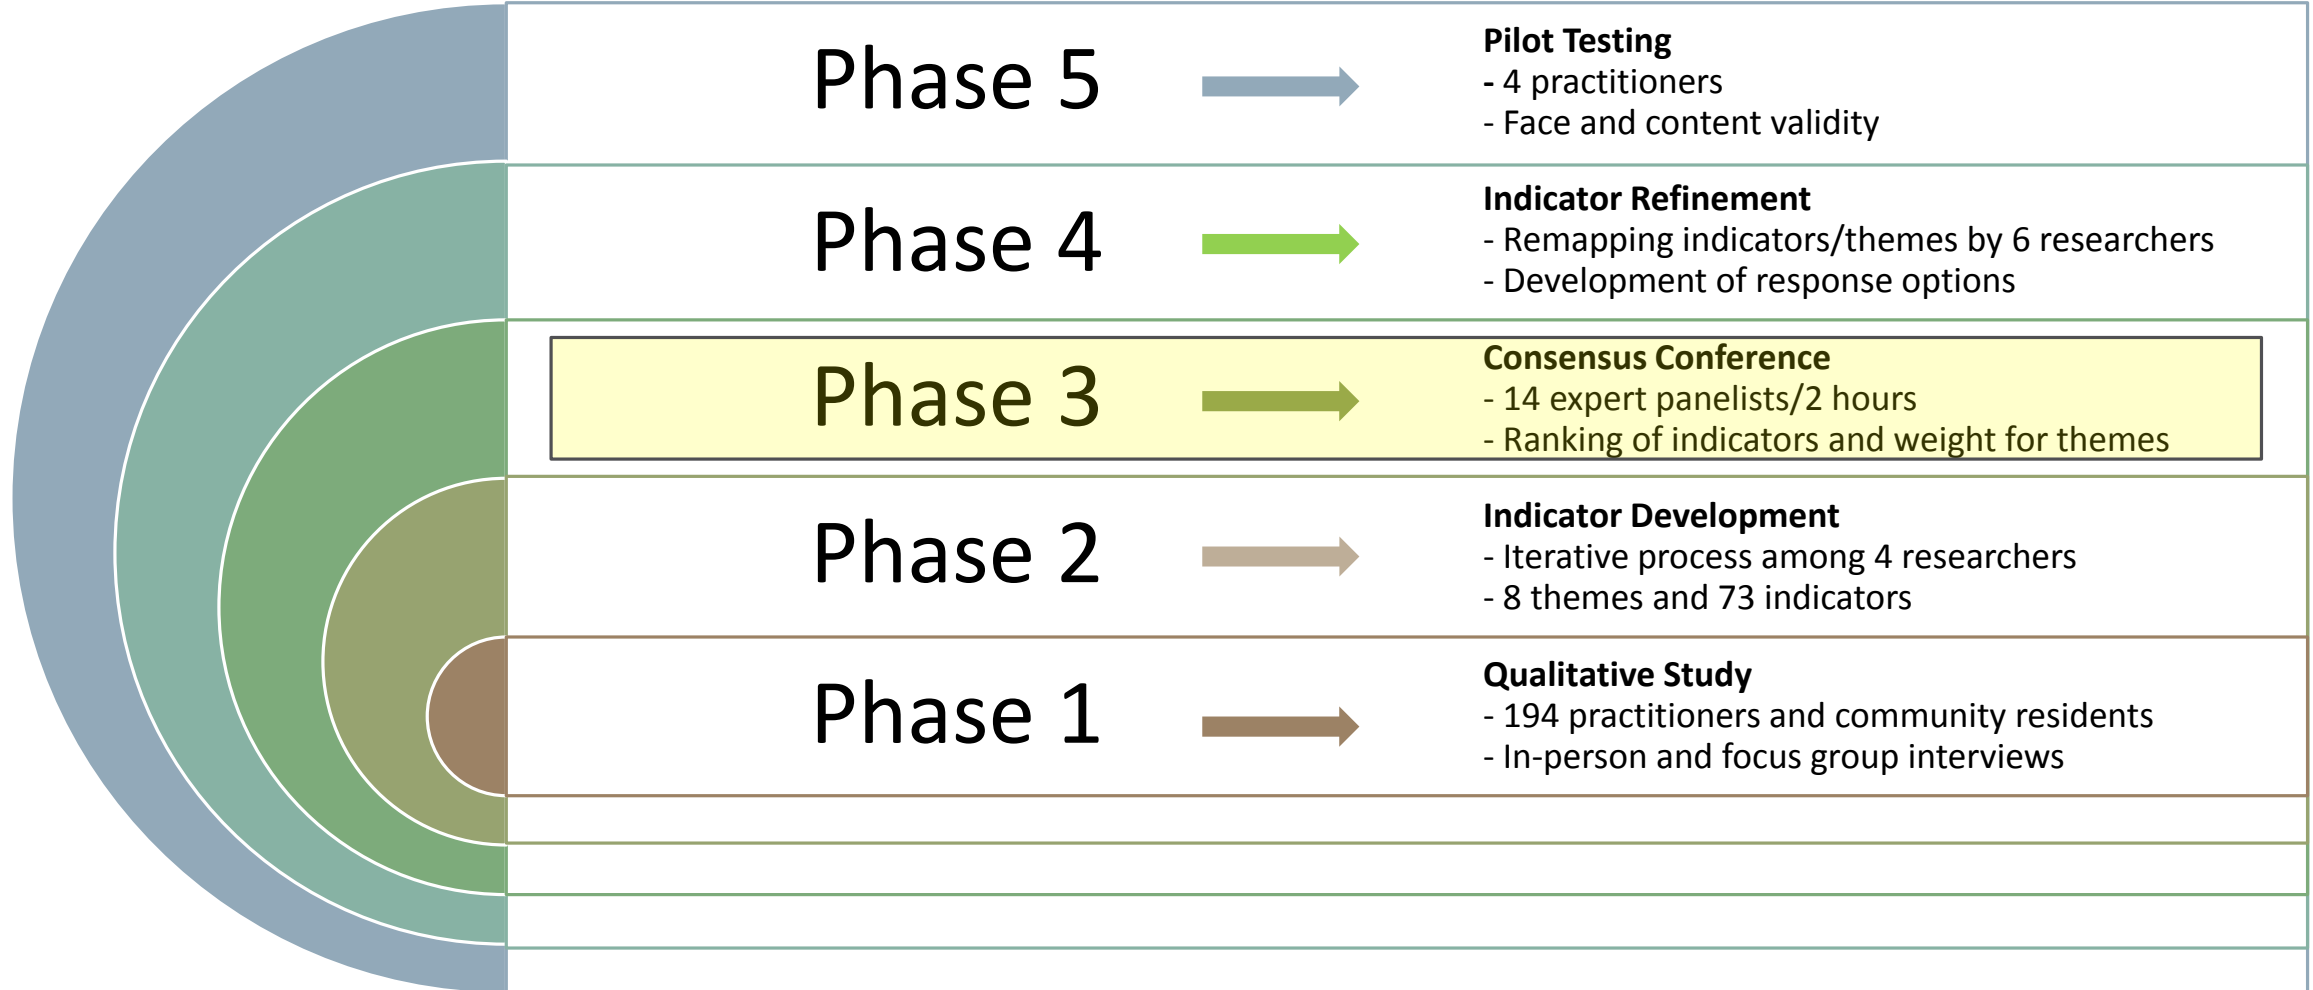 Phase 5
Pilot Testing
- 4 practitioners
- Face and content validity
Phase 4
Indicator Refinement
- Remapping indicators/themes by 6 researchers
- Development of response options
Phase 3
Consensus Conference
- 14 expert panelists/2 hours
- Ranking of indicators and weight for themes
Phase 2
Indicator Development
- Iterative process among 4 researchers
- 8 themes and 73 indicators
Phase 1
Qualitative Study
- 194 practitioners and community residents
- In-person and focus group interviews